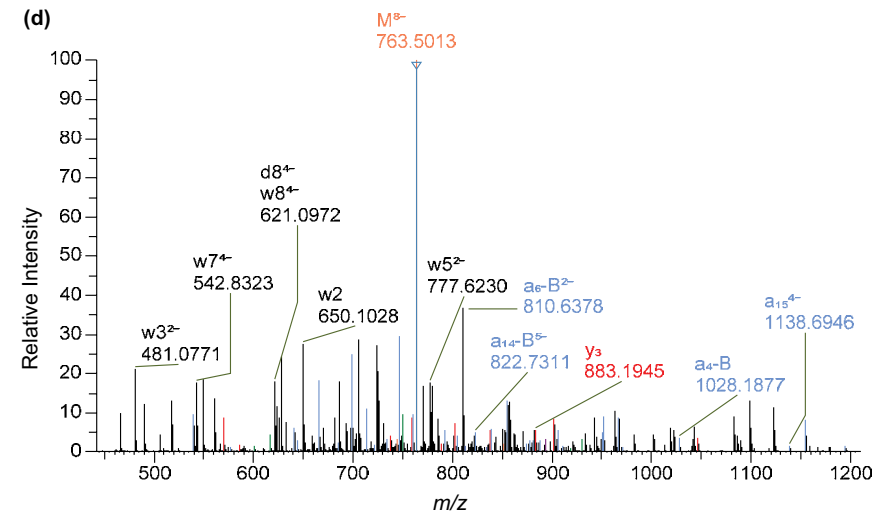 (d)
M⁸⁻
763.5013
d8⁴⁻
w8⁴⁻
621.0972
w7⁴⁻
542.8323
w5²⁻
777.6230
a₆-B²⁻
810.6378
w2
650.1028
a₁₅⁴⁻
1138.6946
w3²⁻
481.0771
a₁₄-B⁵⁻
822.7311
y₃
883.1945
a₄-B
1028.1877
Relative Intensity
100
90
80
70
60
50
40
30
20
10
0
500 600 700 800 900 1000 1100 1200
m/z